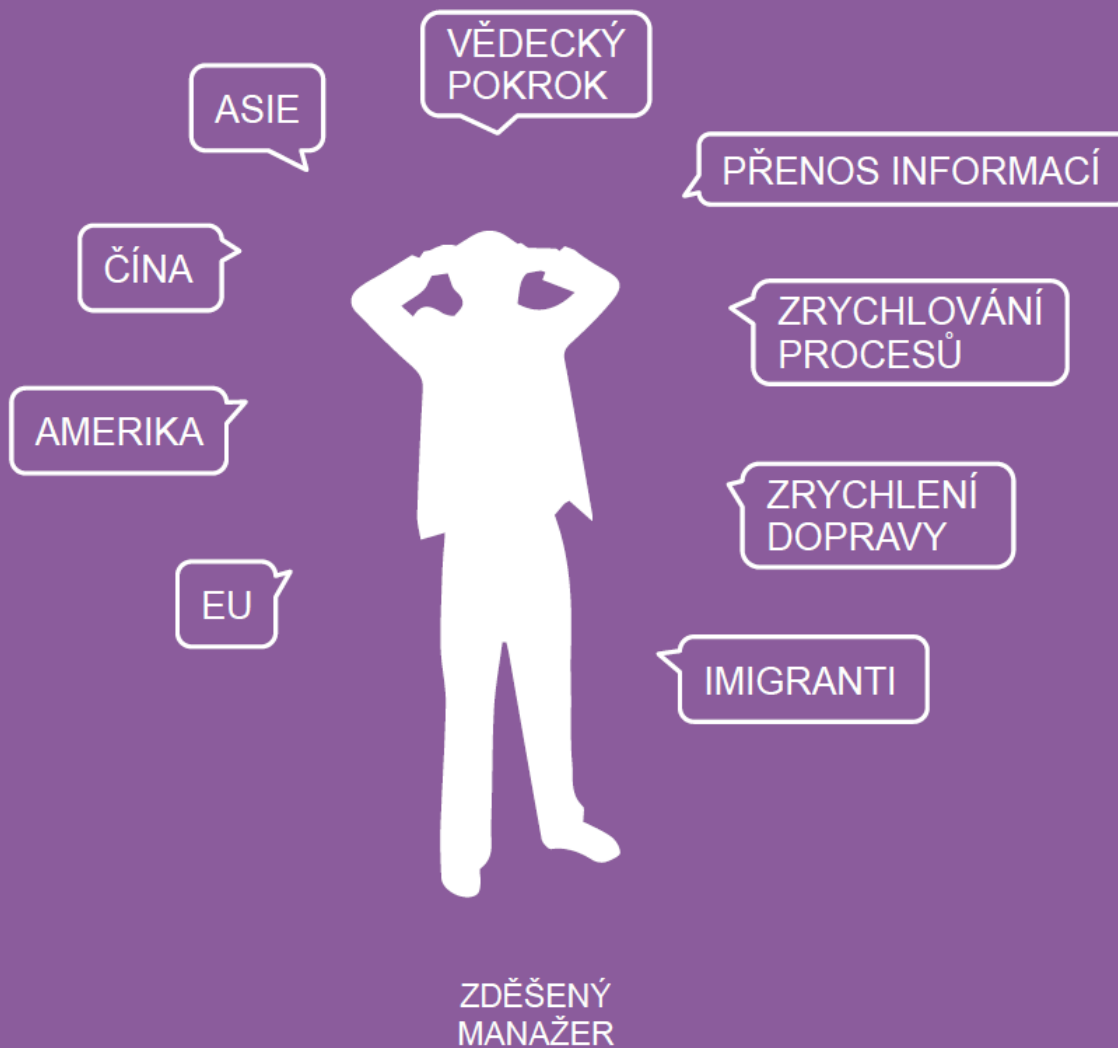 VĚDECKÝ
POKROK
ASIE
PŘENOS INFORMACÍ
ČÍNA
ZRYCHLOVÁNÍ
PROCESŮ
AMERIKA
ZRYCHLENÍ
DOPRAVY
EU
IMIGRANTI
ZDĚŠENÝ
MANAŽER